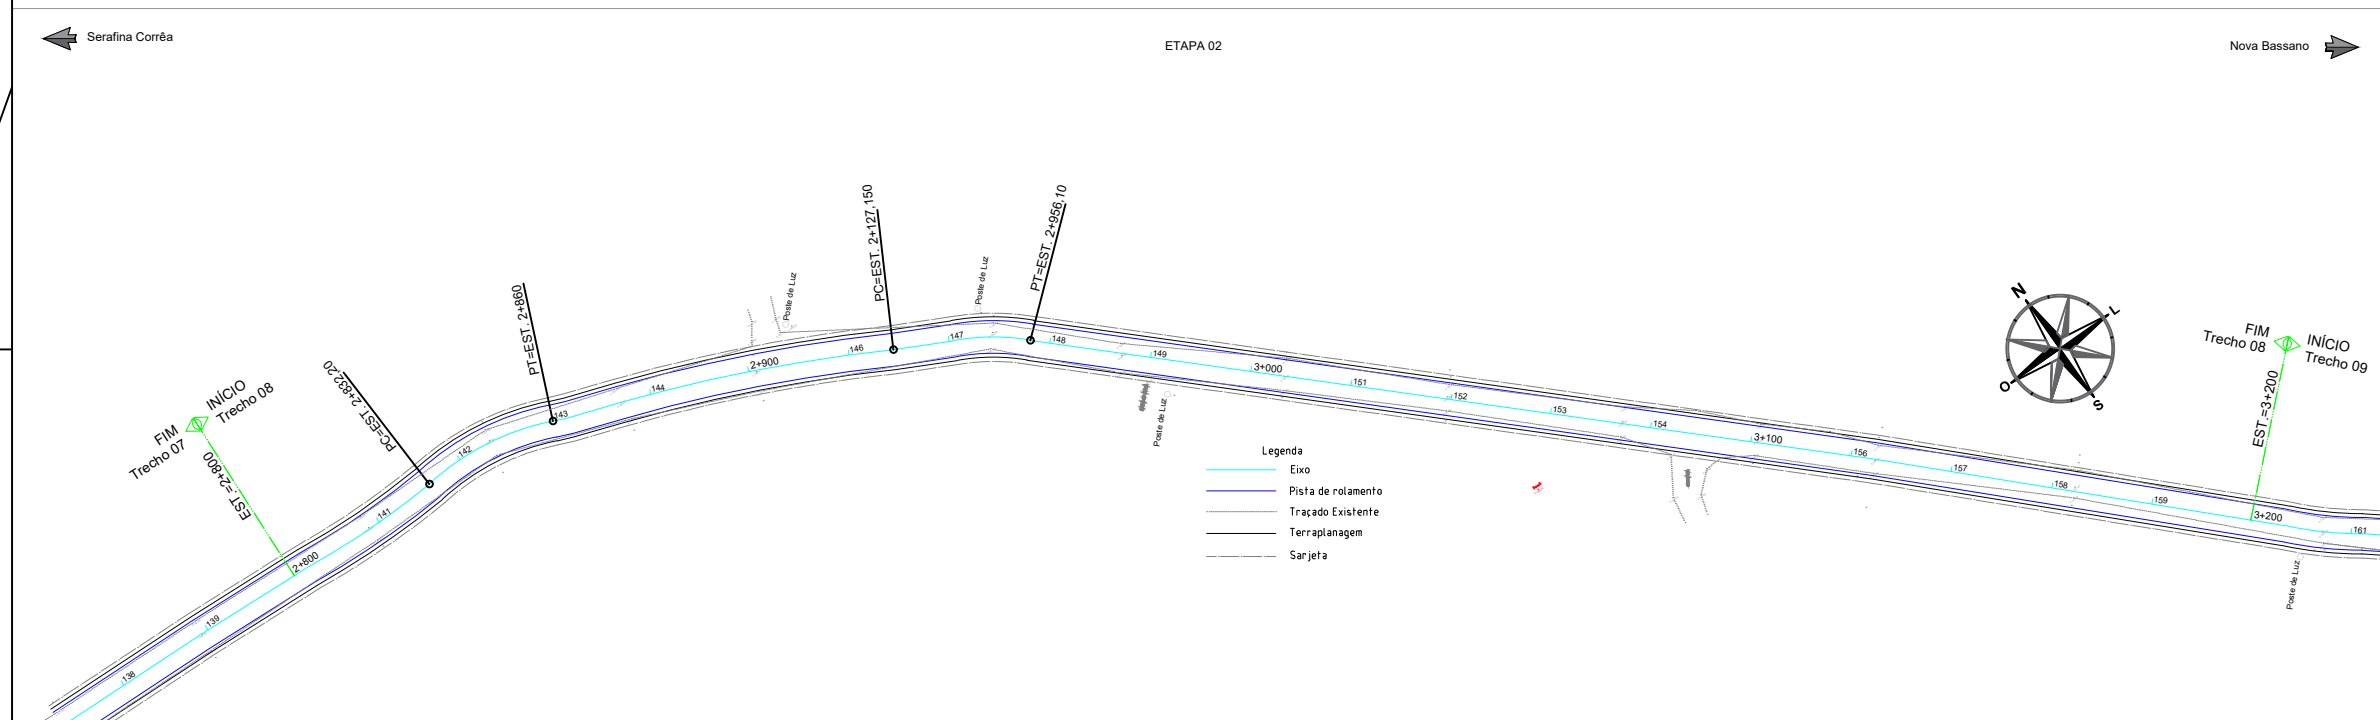 Serafina Corrêa
ETAPA 02
Nova Bassano
PC=EST. 2+127,150
PT=EST. 2+956,10
Poste de Luz
Poste de Luz
PT=EST. 2+860
PC=EST. 2+832,20
INÍCIO
Trecho 08
FIM
Trecho 07
EST.=2+800
138
139
2+800
141
142
143
144
2+900
146
147
148
149
3+000
151
152
153
154
3+100
156
157
158
159
3+200
161
Poste de Luz
N
L
O
S
FIM
Trecho 08
INÍCIO
Trecho 09
EST.=3+200
Poste de Luz
Legenda
Eixo
Pista de rolamento
Traçado Existente
Terraplanagem
Sarjeta